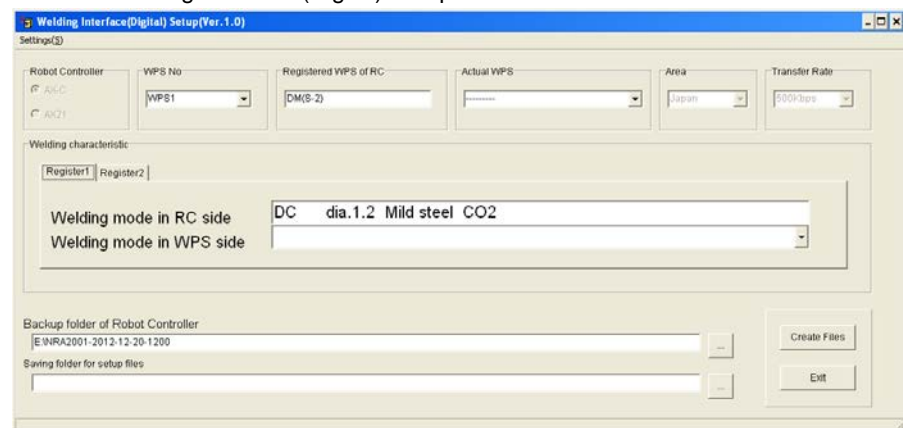 Welding Interface(Digital) Setup(Ver.1.0)
Settings(S)
Robot Controller WPS No Registered WPS of RC Actual WPS Area Transfer Rate
AX-C
WPS1 DM(S-2) --------- Japan 500kbps
AX21
Welding characteristic
Register1 Register2
Welding mode in RC side DC dia.1.2 Mild steel CO2
Welding mode in WPS side
Backup folder of Robot Controller
E:\NRA2001-2012-12-20-1200 ...
Create Files
Saving folder for setup files
...
Exit